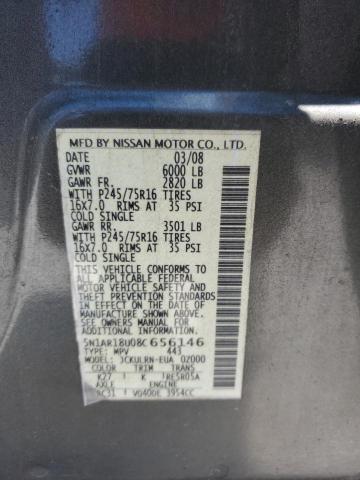 MFD BY NISSAN MOTOR CO., LTD.
DATE 03/08
GVWR 6000 LB
GAWR FR. 2820 LB
WITH P245/75R16 TIRES
16X7.0 RIMS AT 35 PSI
COLD SINGLE
GAWR RR. 3501 LB
WITH P245/75R16 TIRES
16X7.0 RIMS AT 35 PSI
COLD SINGLE
THIS VEHICLE CONFORMS TO
ALL APPLICABLE FEDERAL
MOTOR VEHICLE SAFETY STANDARDS
IN EFFECT ON THE DATE OF
MANUFACTURE SHOWN ABOVE.
SEE OWNERS MANUAL FOR
ADDITIONAL INFORMATION
5N1AR18U08C656146
TYPE: MPV 443
MODEL JCKULRN-EUA 02000
COLOR TRIM TRANS
K27 K RE5R05A
AXLE ENGINE
RC31 VQ40DE 3954CC